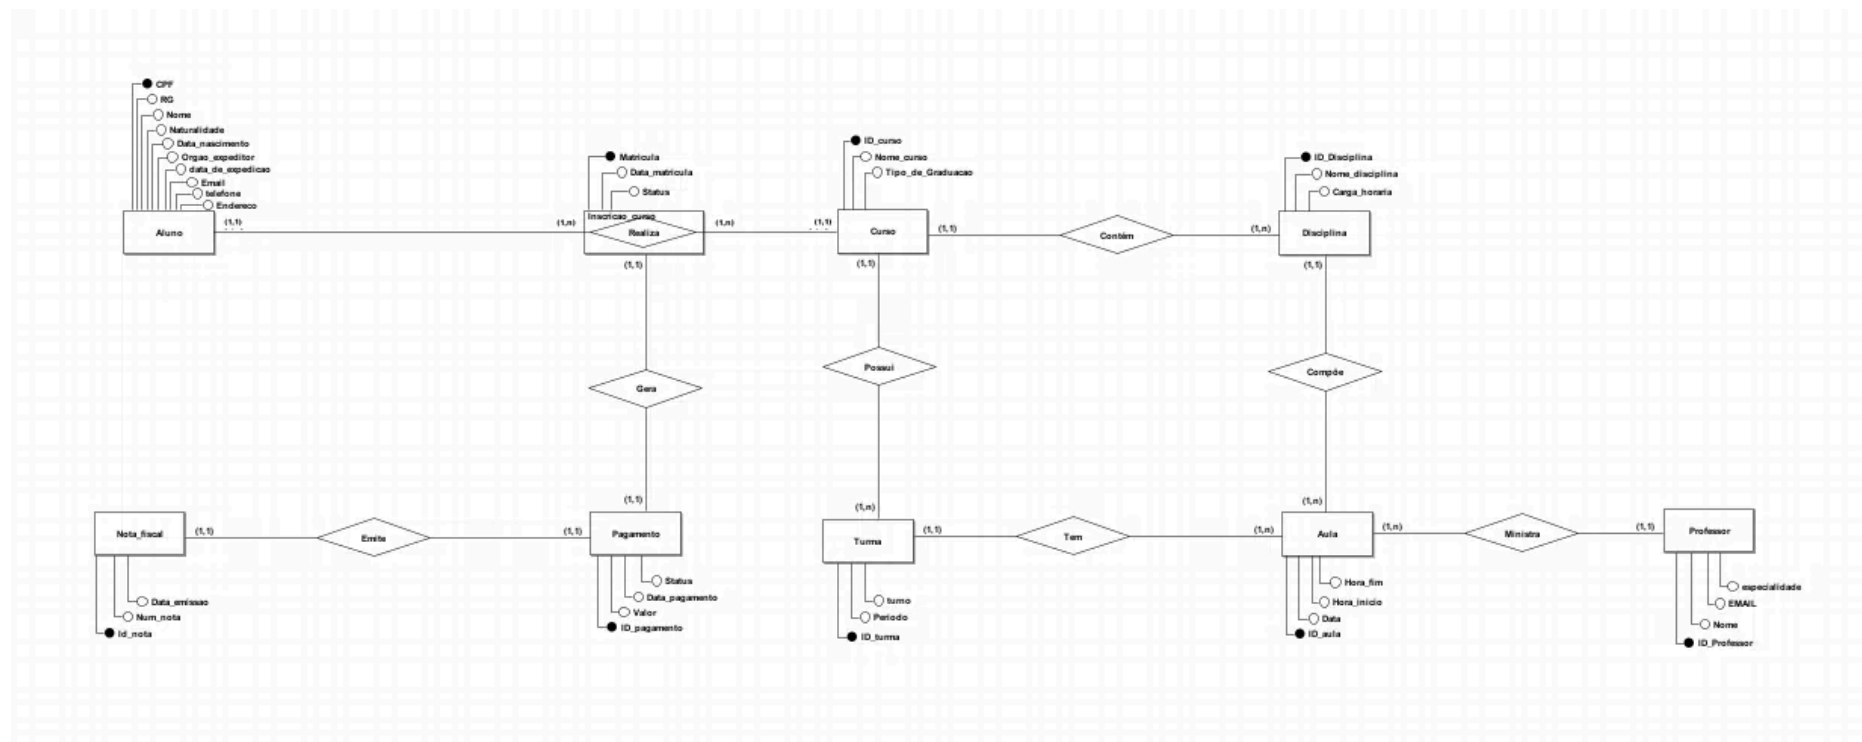 CPF
RG
Nome
Naturalidade
Data_nascimento
Orgao_expeditor
data_de_expedicao
Email
telefone
Endereco
Aluno
(1,1)
(1,n)
Matricula
Data_matricula
Status
Inscricao_curso
Realiza
(1,n)
(1,1)
ID_curso
Nome_curso
Tipo_de_Graduacao
Curso
(1,1)
Contém
(1,n)
ID_Disciplina
Nome_disciplina
Carga_horaria
Disciplina
(1,1)
(1,1)
(1,1)
Gera
Possui
Compõe
(1,1)
(1,n)
(1,n)
Nota_fiscal
(1,1)
Emite
(1,1)
Pagamento
Turma
(1,1)
Tem
(1,n)
Aula
(1,n)
Ministra
(1,1)
Professor
Data_emissao
Num_nota
Id_nota
Status
Data_pagamento
Valor
ID_pagamento
turno
Periodo
ID_turma
Hora_fim
Hora_inicio
Data
ID_aula
especialidade
EMAIL
Nome
ID_Professor